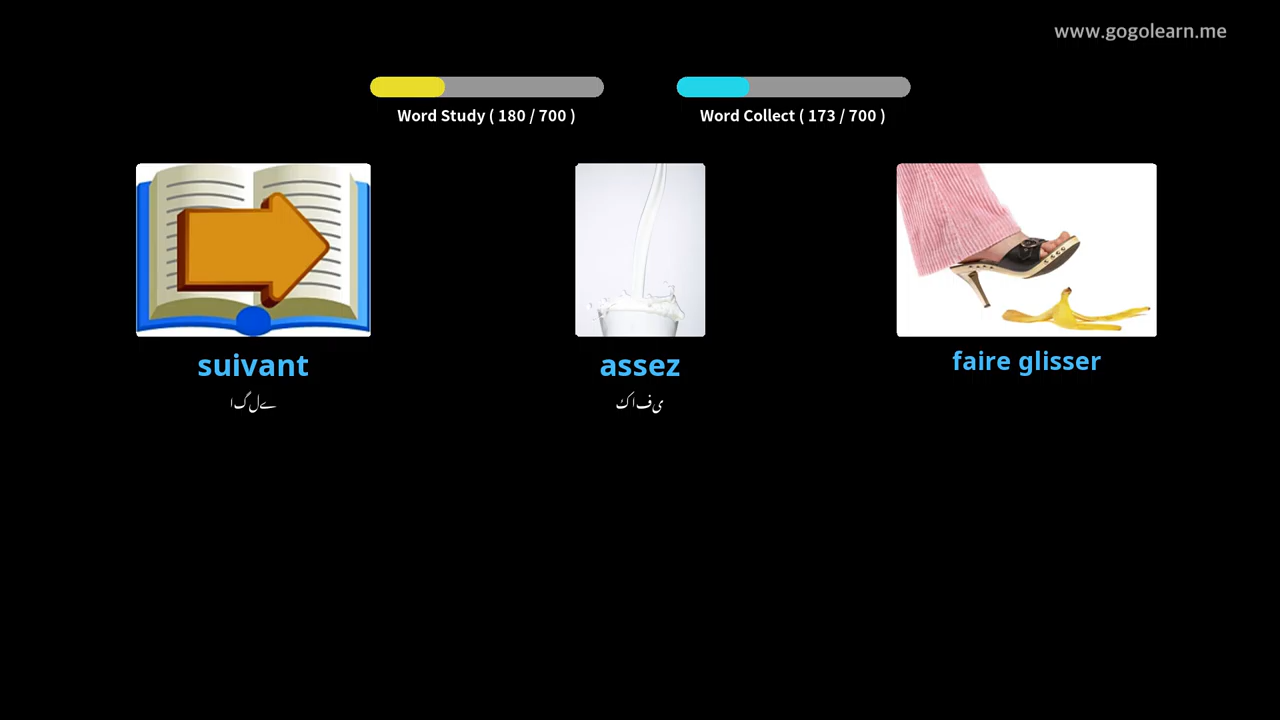 www.gogolearn.me
Word Study ( 180 / 700 )
Word Collect ( 173 / 700 )
suivant
assez
faire glisser
اگلے
کافی